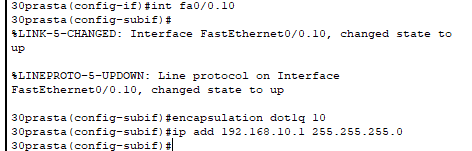 30prasta(config-if)#int fa0/0.10
30prasta(config-subif)#
%LINK-5-CHANGED: Interface FastEthernet0/0.10, changed state to
up
%LINEPROTO-5-UPDOWN: Line protocol on Interface
FastEthernet0/0.10, changed state to up
30prasta(config-subif)#encapsulation dot1q 10
30prasta(config-subif)#ip add 192.168.10.1 255.255.255.0
30prasta(config-subif)#